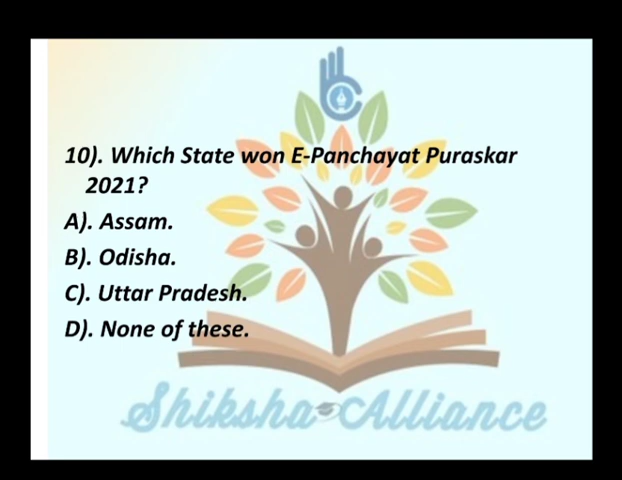 10). Which State won E-Panchayat Puraskar
2021?
A). Assam.
B). Odisha.
C). Uttar Pradesh.
D). None of these.
Shiksha Alliance